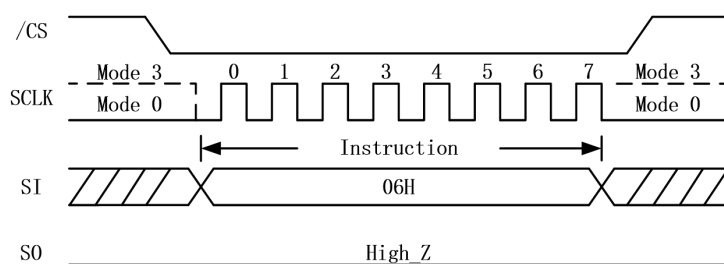 /CS
Mode 3 0 1 2 3 4 5 6 7 Mode 3
SCLK Mode 0 Mode 0
Instruction
SI 06H
SO High_Z